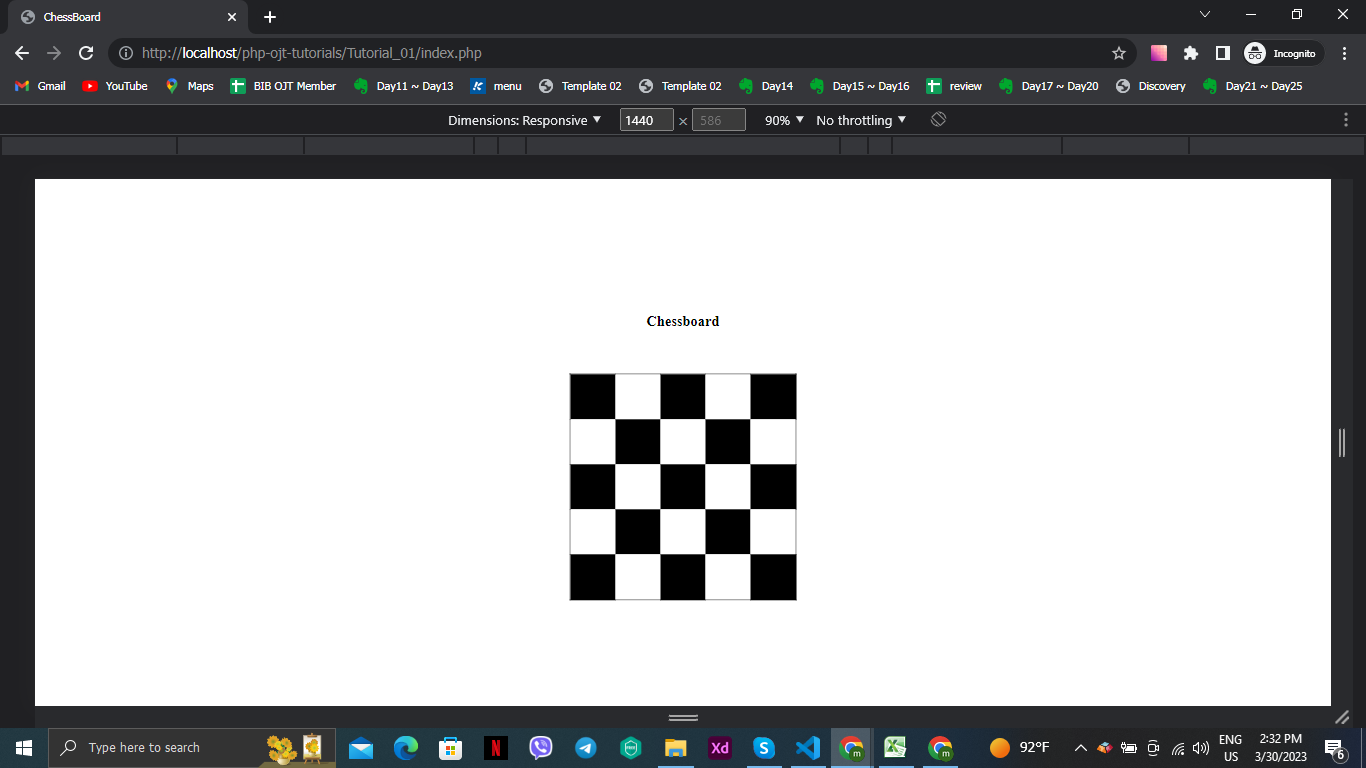 ChessBoard
http://localhost/php-ojt-tutorials/Tutorial_01/index.php
Incognito
Gmail YouTube Maps BIB OJT Member Day11 ~ Day13 menu Template 02 Template 02 Day14 Day15 ~ Day16 review Day17 ~ Day20 Discovery Day21 ~ Day25
Dimensions: Responsive 1440 × 586 90% No throttling
Chessboard
Type here to search
N
Xd
S
m
m
92°F
ENG
US
2:32 PM
3/30/2023
6